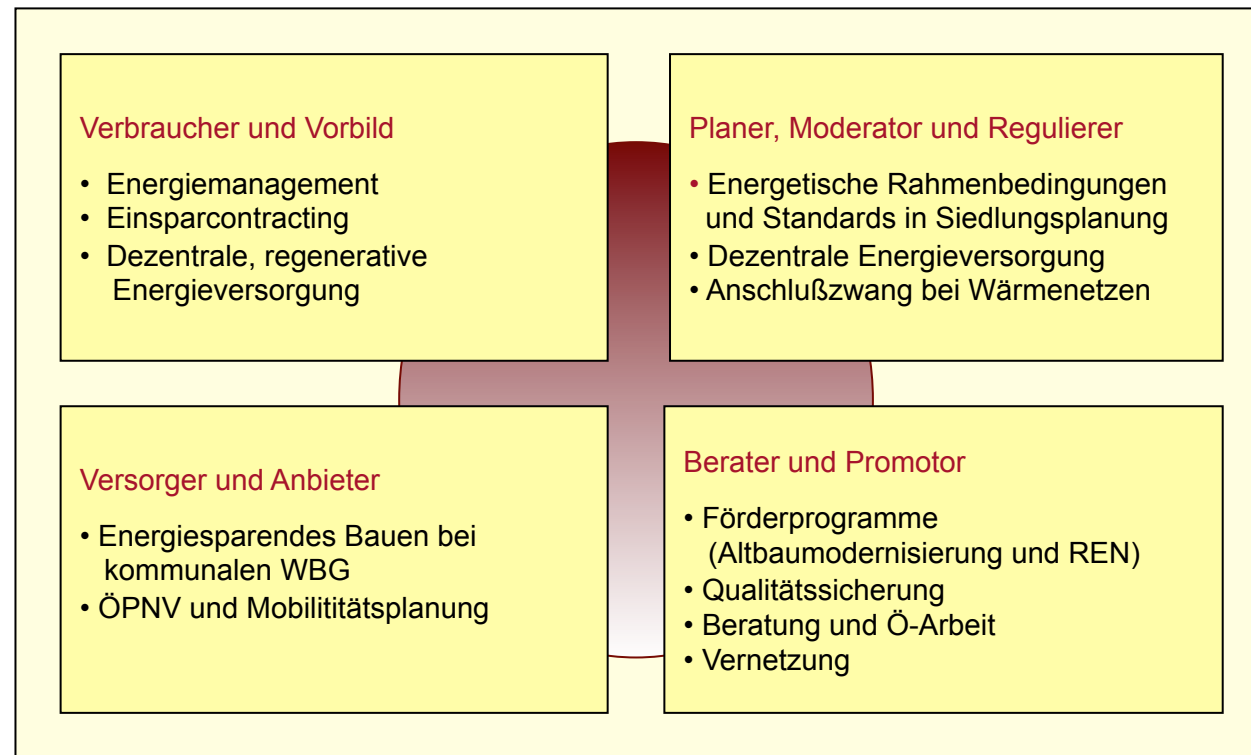 Verbraucher und Vorbild
• Energiemanagement
• Einsparcontracting
• Dezentrale, regenerative
Energieversorgung
Planer, Moderator und Regulierer
• Energetische Rahmenbedingungen
und Standards in Siedlungsplanung
• Dezentrale Energieversorgung
• Anschlußzwang bei Wärmenetzen
Versorger und Anbieter
• Energiesparendes Bauen bei
kommunalen WBG
• ÖPNV und Mobilititätsplanung
Berater und Promotor
• Förderprogramme
(Altbaumodernisierung und REN)
• Qualitätssicherung
• Beratung und Ö-Arbeit
• Vernetzung